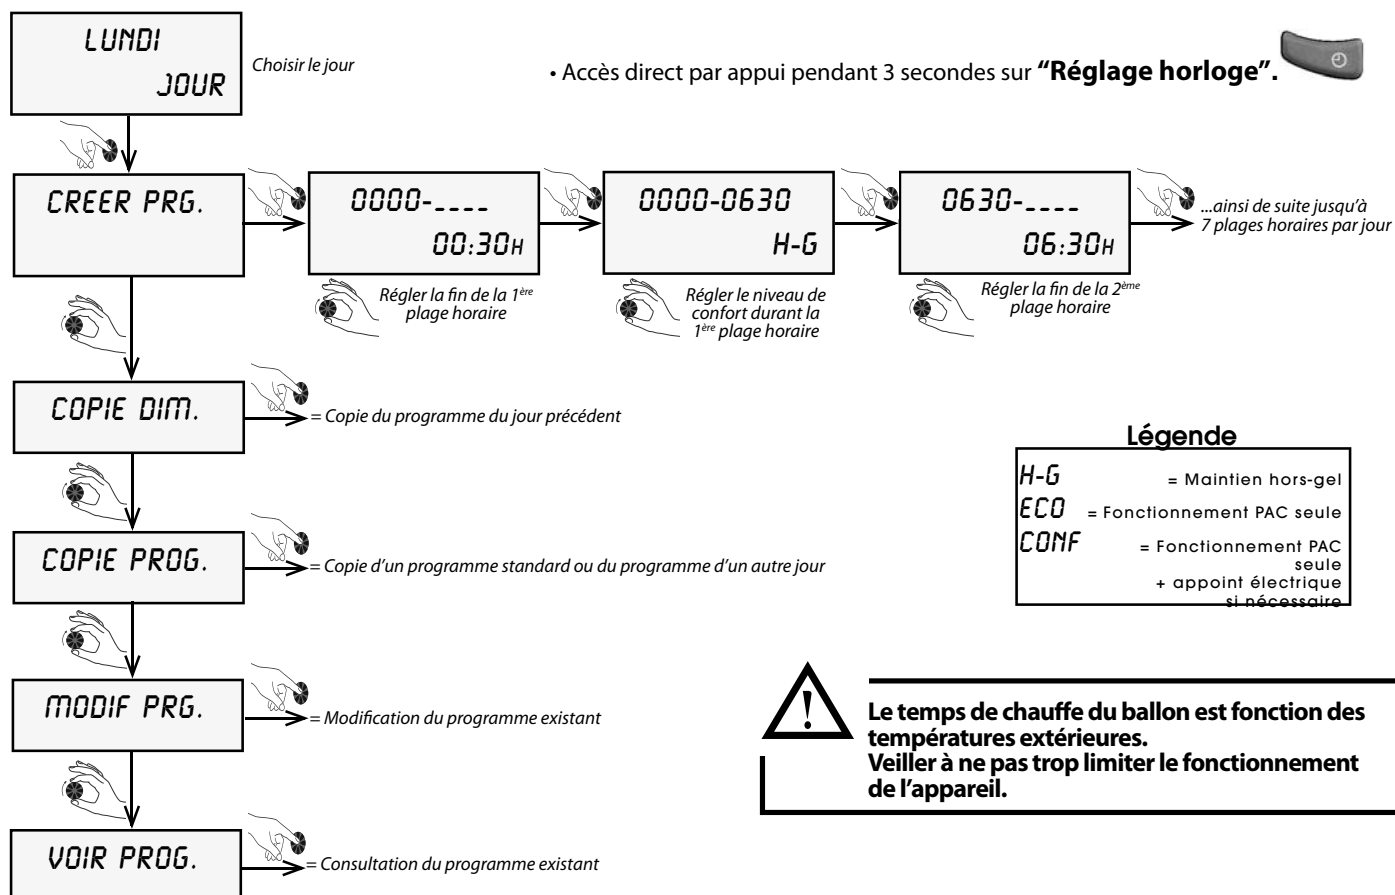 LUNDI
JOUR
Choisir le jour
• Accès direct par appui pendant 3 secondes sur “Réglage horloge”.
CREER PRG.
0000-____
00:30H
0000-0630
H-G
0630-____
06:30H
...ainsi de suite jusqu'à
7 plages horaires par jour
Régler la fin de la 1ère
plage horaire
Régler le niveau de
confort durant la
1ère plage horaire
Régler la fin de la 2ème
plage horaire
COPIE DIM.
= Copie du programme du jour précédent
COPIE PROG.
= Copie d'un programme standard ou du programme d'un autre jour
MODIF PRG.
= Modification du programme existant
VOIR PROG.
= Consultation du programme existant
Légende
H-G = Maintien hors-gel
ECO = Fonctionnement PAC seule
CONF = Fonctionnement PAC
seule
+ appoint électrique
si nécessaire
!
Le temps de chauffe du ballon est fonction des
températures extérieures.
Veiller à ne pas trop limiter le fonctionnement
de l'appareil.